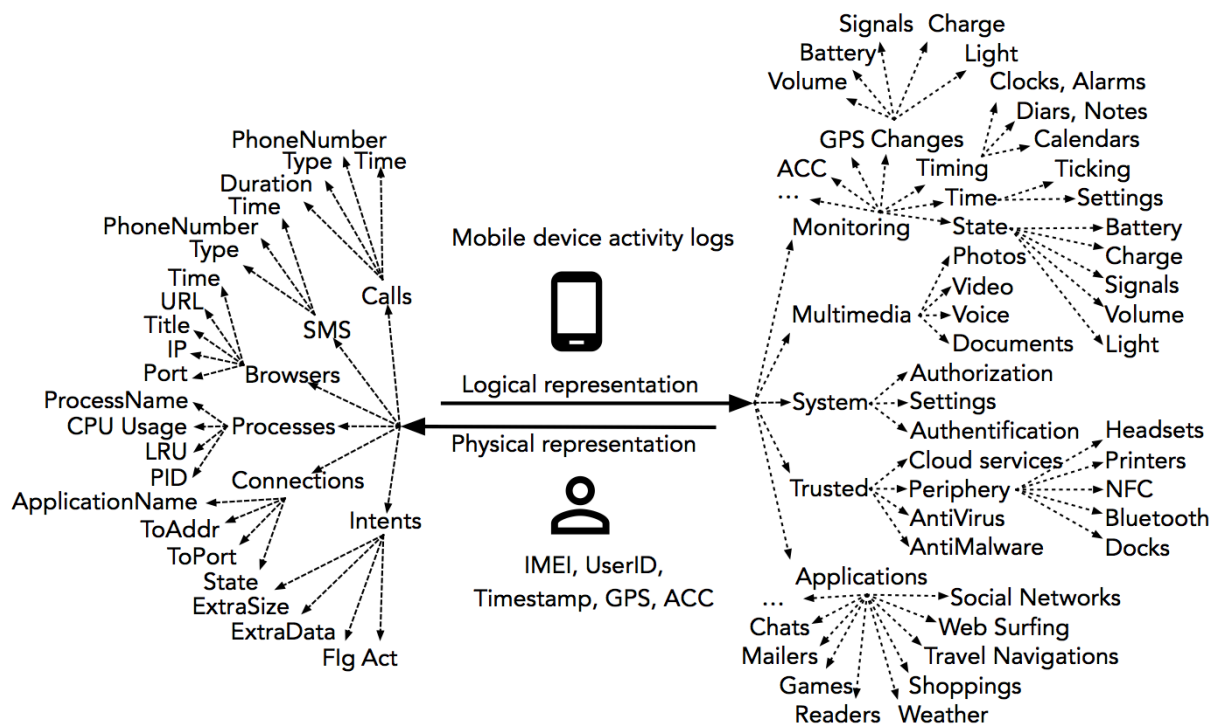 Signals Charge
Battery Light
Volume
Clocks, Alarms
Diars, Notes
Calendars
GPS Changes
Timing
Ticking
ACC
Time
Settings
...
Monitoring
State
Battery
Charge
Signals
Volume
Light
PhoneNumber
Type Time
Duration
Time
PhoneNumber
Type
Calls
SMS
Time
URL
Title
IP
Port
Browsers
Mobile device activity logs
Photos
Video
Multimedia
Voice
Documents
Logical representation
Physical representation
Authorization
System
Settings
Authentification
ProcessName
CPU Usage
Processes
LRU
PID
Connections
ApplicationName
ToAddr
ToPort
State
Intents
ExtraSize
ExtraData
Flg Act
IMEI, UserID,
Timestamp, GPS, ACC
Cloud services
Trusted
Periphery
AntiVirus
AntiMalware
Headsets
Printers
NFC
Bluetooth
Docks
Applications
...
Social Networks
Chats
Web Surfing
Mailers
Travel Navigations
Games
Shoppings
Readers
Weather